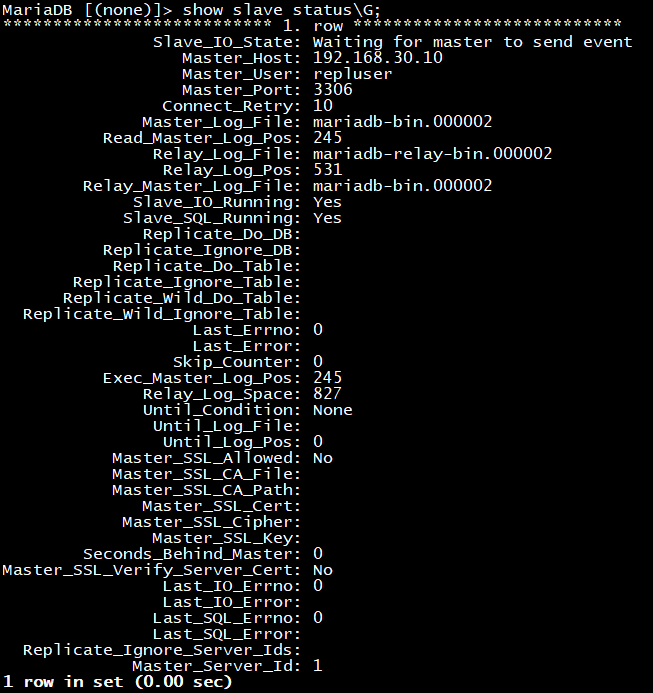 MariaDB [(none)]> show slave status\G;
*************************** 1. row ***************************
Slave_IO_State: Waiting for master to send event
Master_Host: 192.168.30.10
Master_User: repluser
Master_Port: 3306
Connect_Retry: 10
Master_Log_File: mariadb-bin.000002
Read_Master_Log_Pos: 245
Relay_Log_File: mariadb-relay-bin.000002
Relay_Log_Pos: 531
Relay_Master_Log_File: mariadb-bin.000002
Slave_IO_Running: Yes
Slave_SQL_Running: Yes
Replicate_Do_DB:
Replicate_Ignore_DB:
Replicate_Do_Table:
Replicate_Ignore_Table:
Replicate_Wild_Do_Table:
Replicate_Wild_Ignore_Table:
Last_Errno: 0
Last_Error:
Skip_Counter: 0
Exec_Master_Log_Pos: 245
Relay_Log_Space: 827
Until_Condition: None
Until_Log_File:
Until_Log_Pos: 0
Master_SSL_Allowed: No
Master_SSL_CA_File:
Master_SSL_CA_Path:
Master_SSL_Cert:
Master_SSL_Cipher:
Master_SSL_Key:
Seconds_Behind_Master: 0
Master_SSL_Verify_Server_Cert: No
Last_IO_Errno: 0
Last_IO_Error:
Last_SQL_Errno: 0
Last_SQL_Error:
Replicate_Ignore_Server_Ids:
Master_Server_Id: 1
1 row in set (0.00 sec)